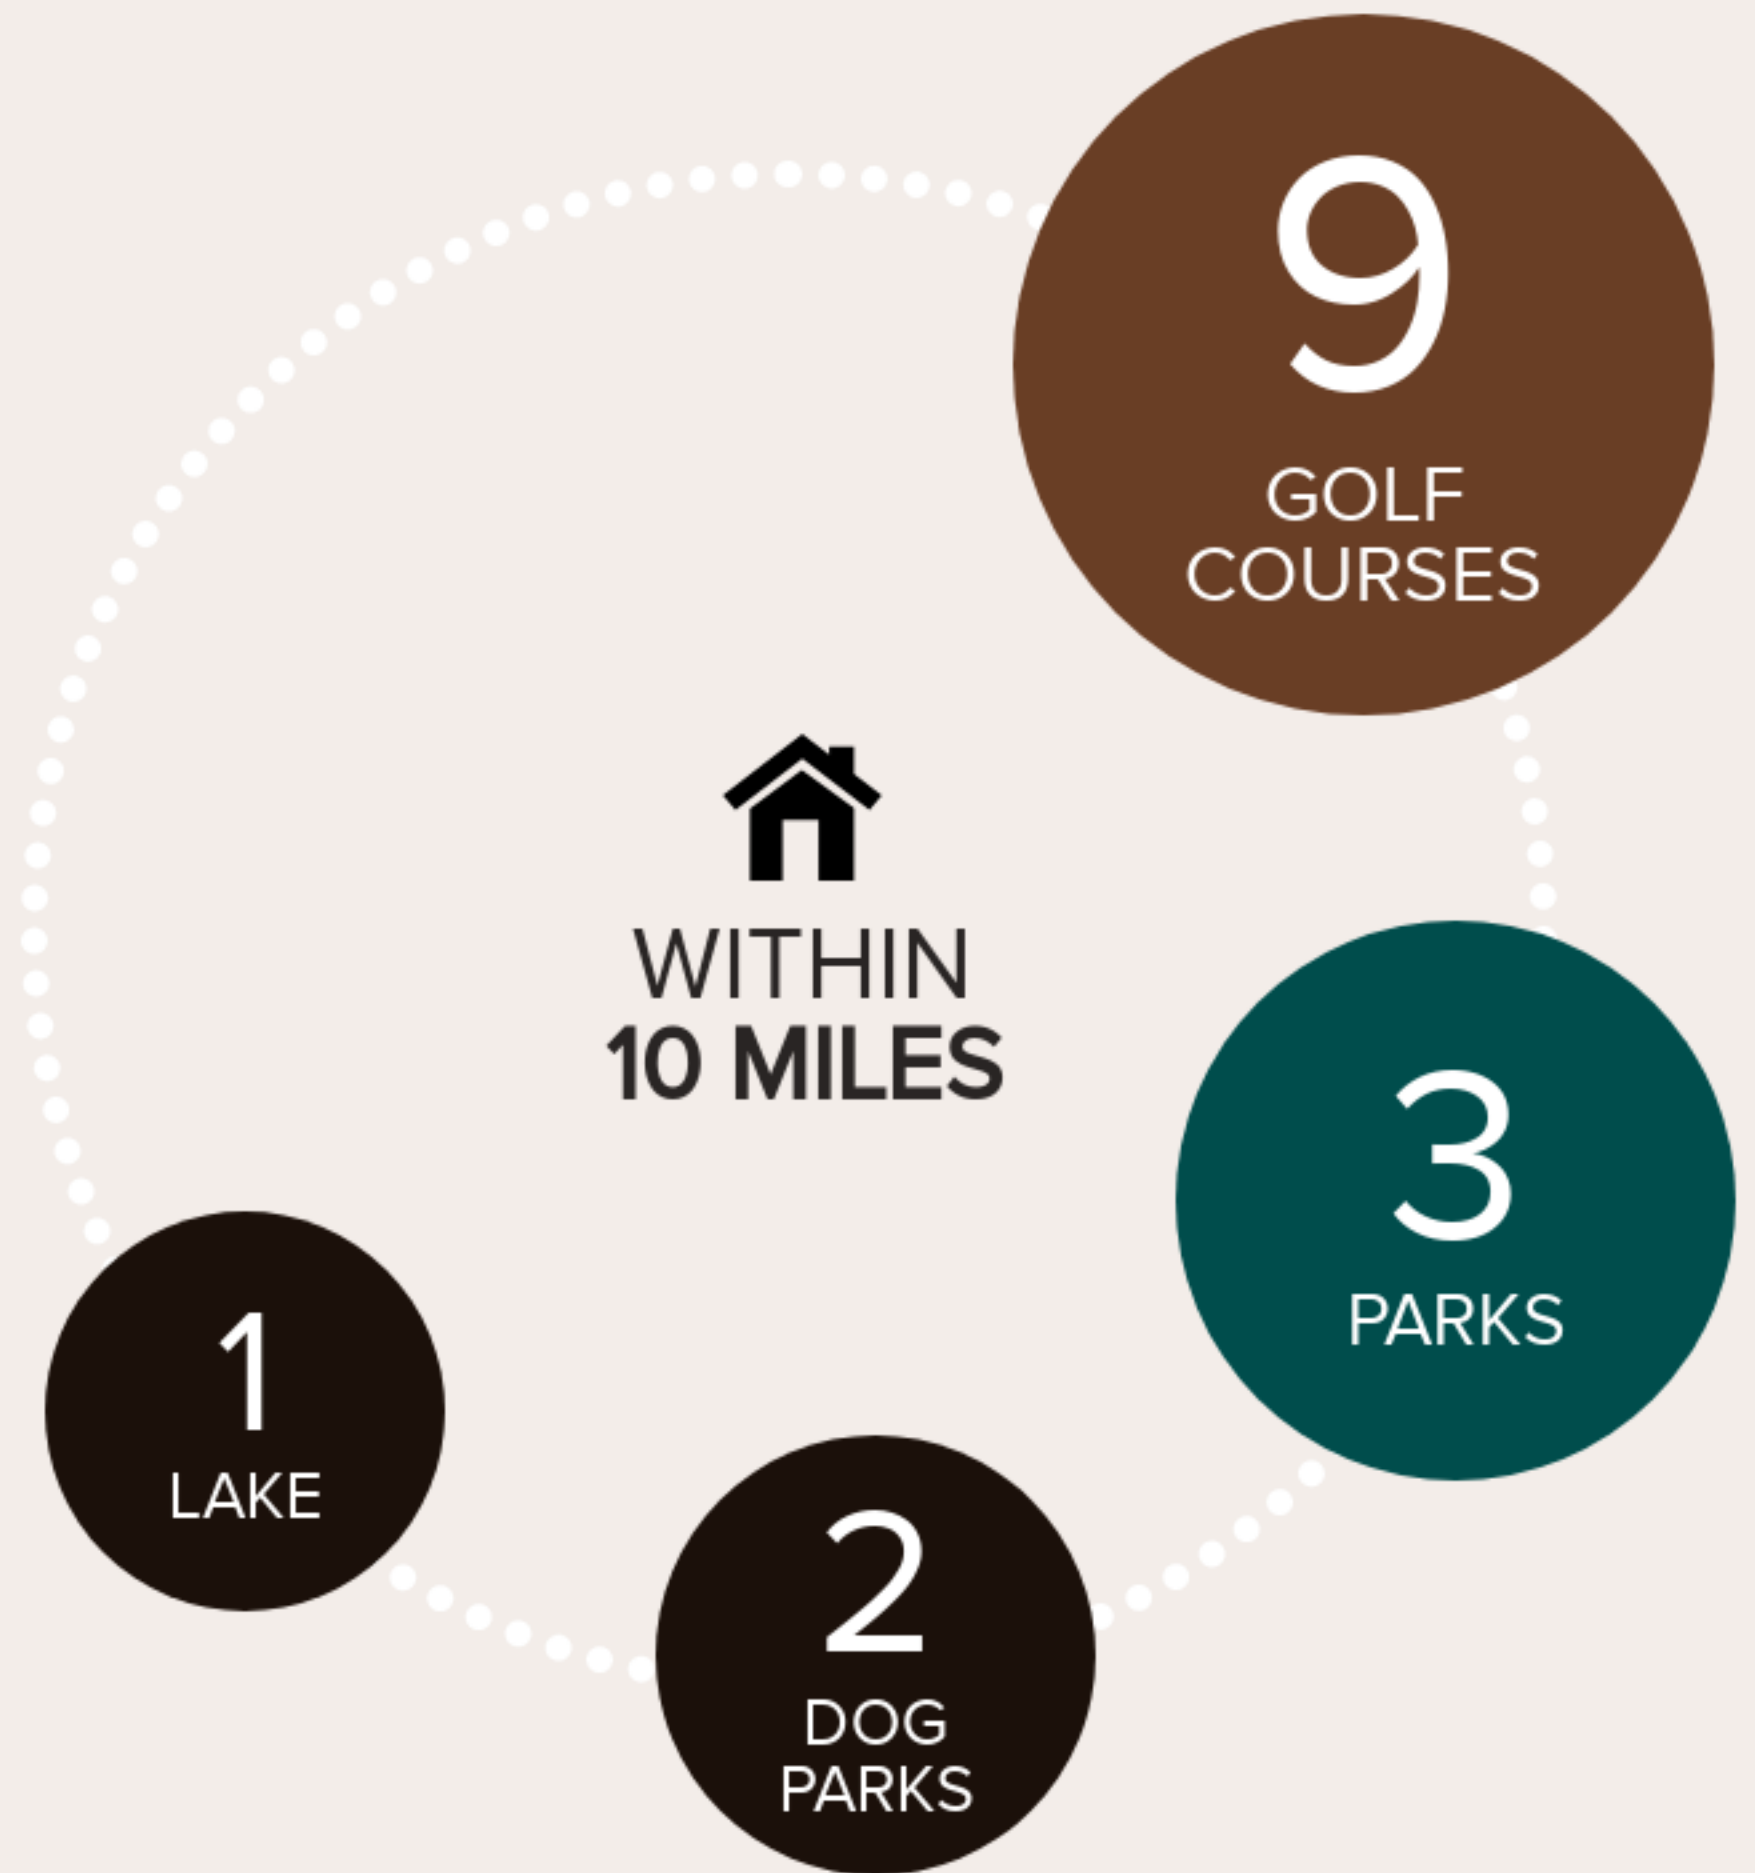 9
GOLF
COURSES
WITHIN
10 MILES
3
PARKS
1
LAKE
2
DOG
PARKS